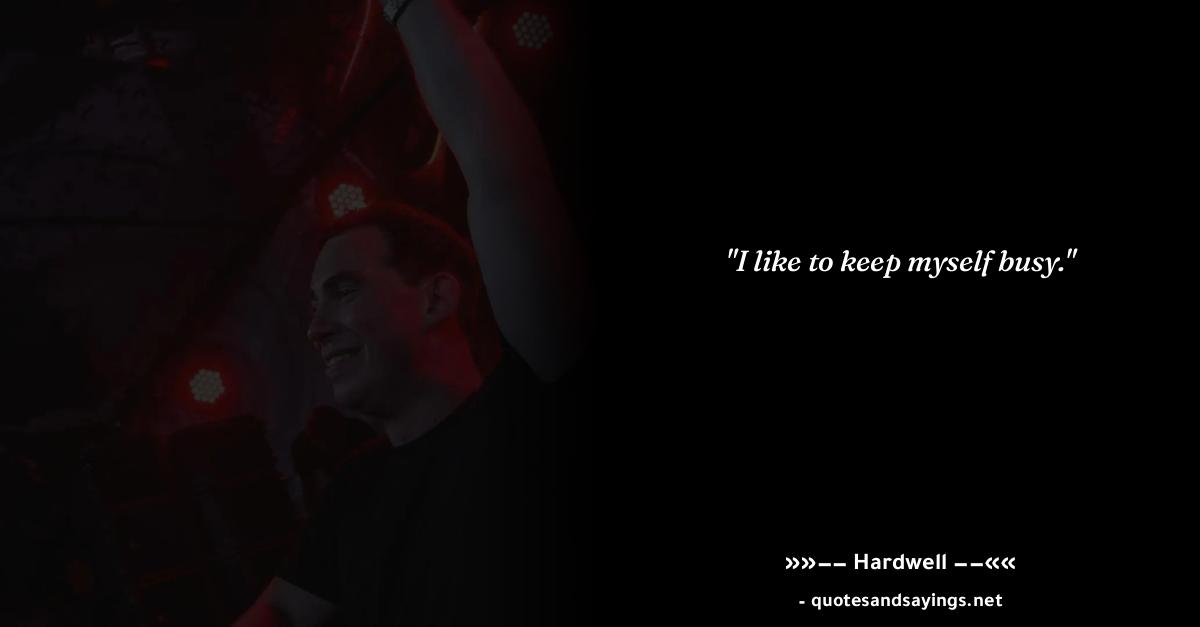 "I like to keep myself busy."
»»–– Hardwell ––««
- quotesandsayings.net